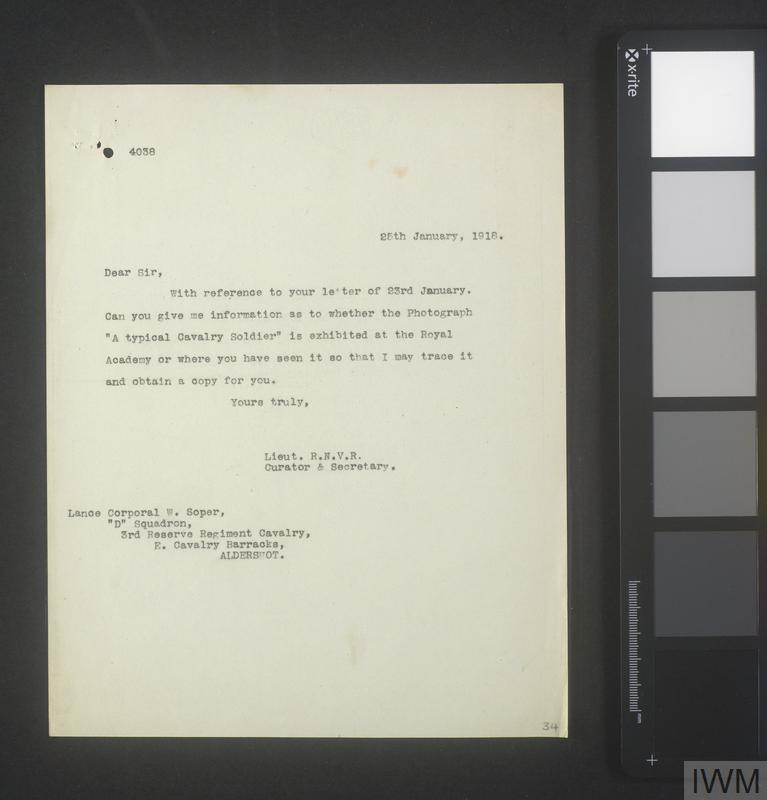 4038
25th January, 1918.
Dear Sir,
With reference to your letter of 23rd January.
Can you give me information as to whether the Photograph
"A typical Cavalry Soldier" is exhibited at the Royal
Academy or where you have seen it so that I may trace it
and obtain a copy for you.
Yours truly,
Lieut. R.N.V.R.
Curator & Secretary.
Lance Corporal W. Soper,
"D" Squadron,
3rd Reserve Regiment Cavalry,
E. Cavalry Barracks,
ALDERSHOT.
34
x-rite
mm
IWM